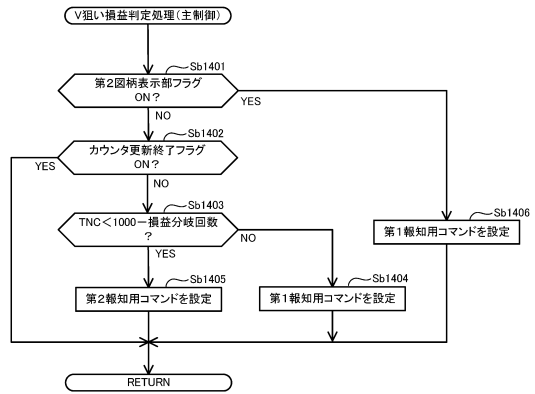 V狙い損益判定処理(主制御)
Sb1401
第2図柄表示部フラグ
ON?
YES
NO
Sb1402
カウンタ更新終了フラグ
ON?
YES
NO
Sb1403
TNC<1000-損益分岐回数
?
NO
YES
Sb1406
第1報知用コマンドを設定
Sb1405
第2報知用コマンドを設定
Sb1404
第1報知用コマンドを設定
RETURN